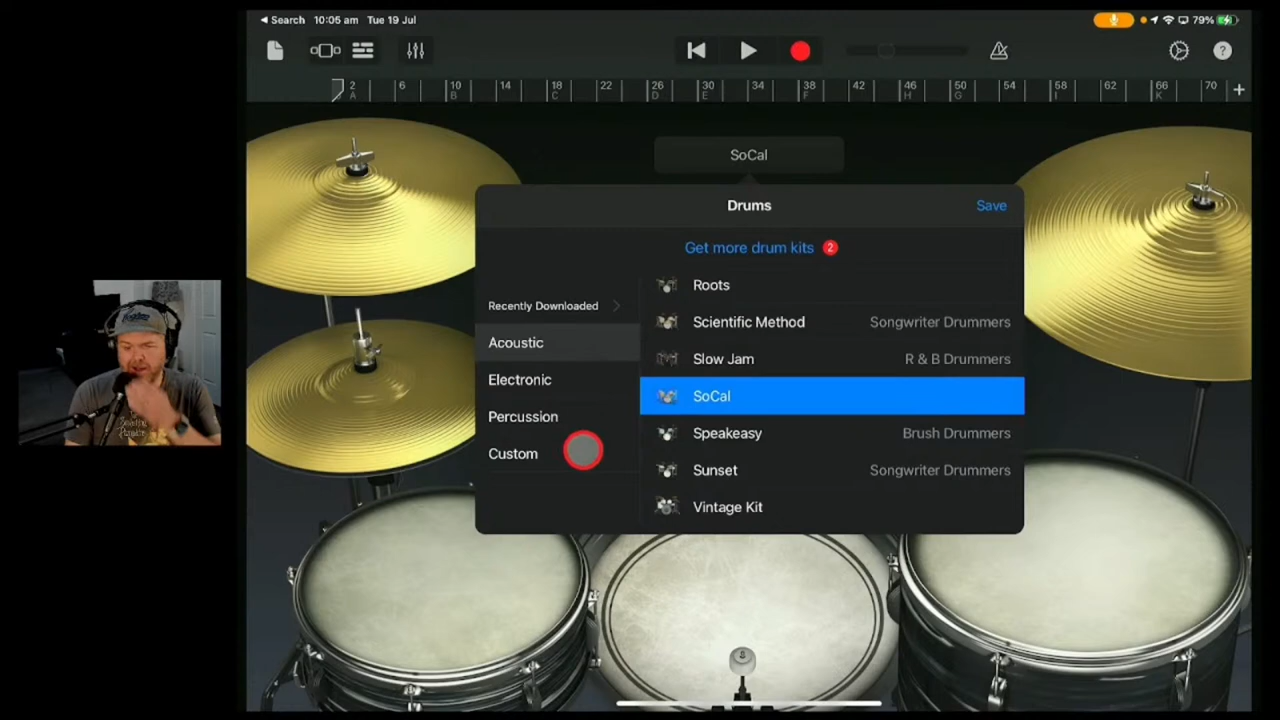 Search 10:05 am Tue 19 Jul 79%
2 6 10 14 18 22 26 30 34 38 42 46 50 54 58 62 66 70
A B C D E F H G I K
SoCal
Drums Save
Get more drum kits 2
Recently Downloaded
Acoustic
Electronic
Percussion
Custom
Roots
Scientific Method Songwriter Drummers
Slow Jam R & B Drummers
SoCal
Speakeasy Brush Drummers
Sunset Songwriter Drummers
Vintage Kit